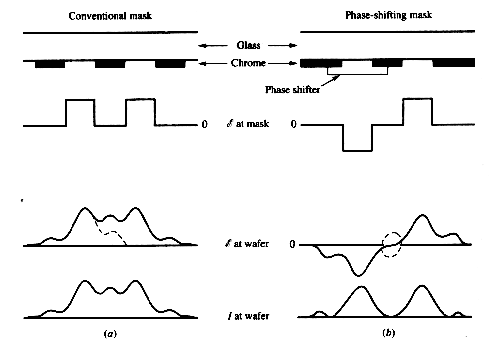 Conventional mask
Phase-shifting mask
Glass
Chrome
Phase shifter
0 ℰ at mask 0
ℰ at wafer 0
I at wafer
(a)
(b)